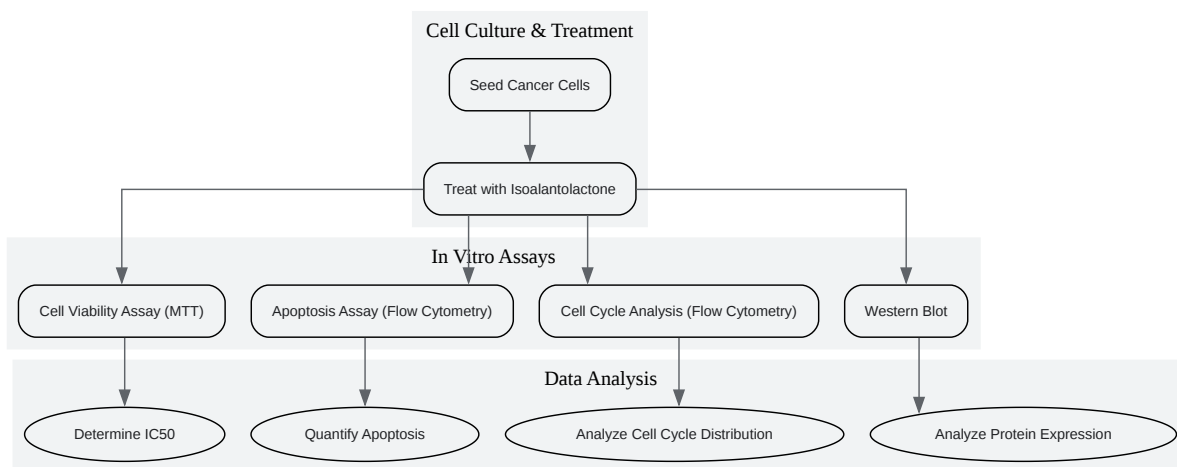 Cell Culture & Treatment
Seed Cancer Cells
Treat with Isoalantolactone
In Vitro Assays
Cell Viability Assay (MTT)
Apoptosis Assay (Flow Cytometry)
Cell Cycle Analysis (Flow Cytometry)
Western Blot
Data Analysis
Determine IC50
Quantify Apoptosis
Analyze Cell Cycle Distribution
Analyze Protein Expression